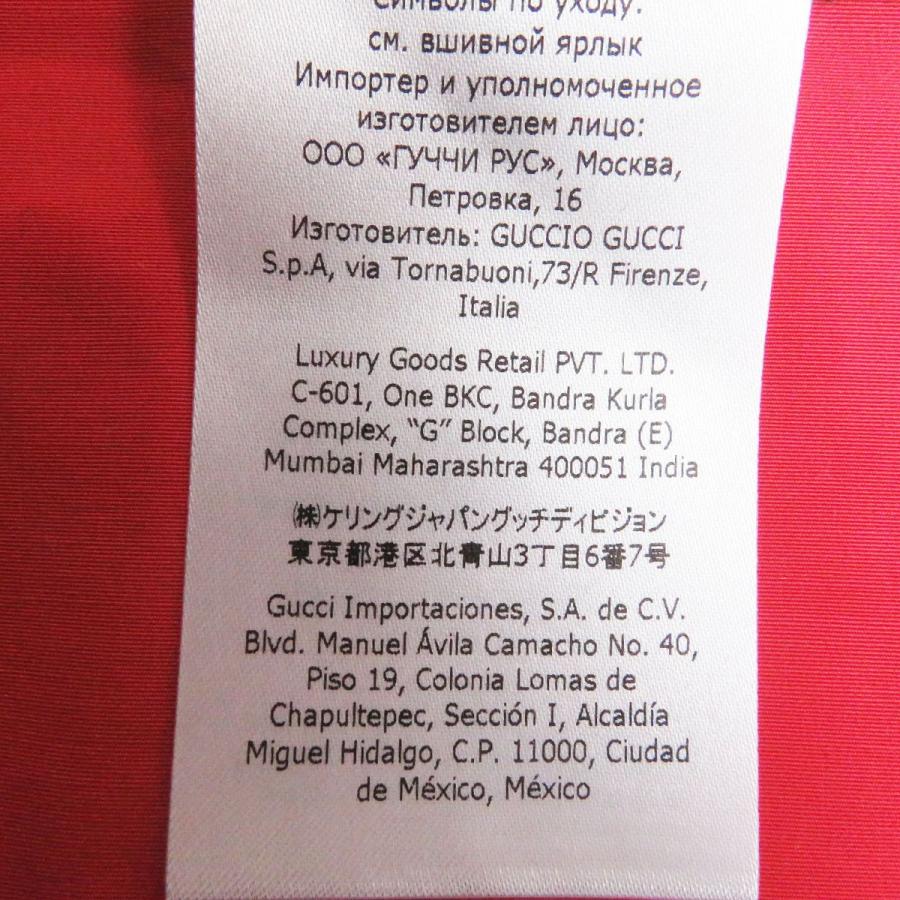 Символы по уходу:
см. вшивной ярлык
Импортер и уполномоченное
изготовителем лицо:
ООО «ГУЧЧИ РУС», Москва,
Петровка, 16
Изготовитель: GUCCIO GUCCI
S.p.A, via Tornabuoni,73/R Firenze,
Italia
Luxury Goods Retail PVT. LTD.
C-601, One BKC, Bandra Kurla
Complex, “G” Block, Bandra (E)
Mumbai Maharashtra 400051 India
㈱ケリングジャパングッチディビジョン
東京都港区北青山3丁目6番7号
Gucci Importaciones, S.A. de C.V.
Blvd. Manuel Ávila Camacho No. 40,
Piso 19, Colonia Lomas de
Chapultepec, Sección I, Alcaldía
Miguel Hidalgo, C.P. 11000, Ciudad
de México, México